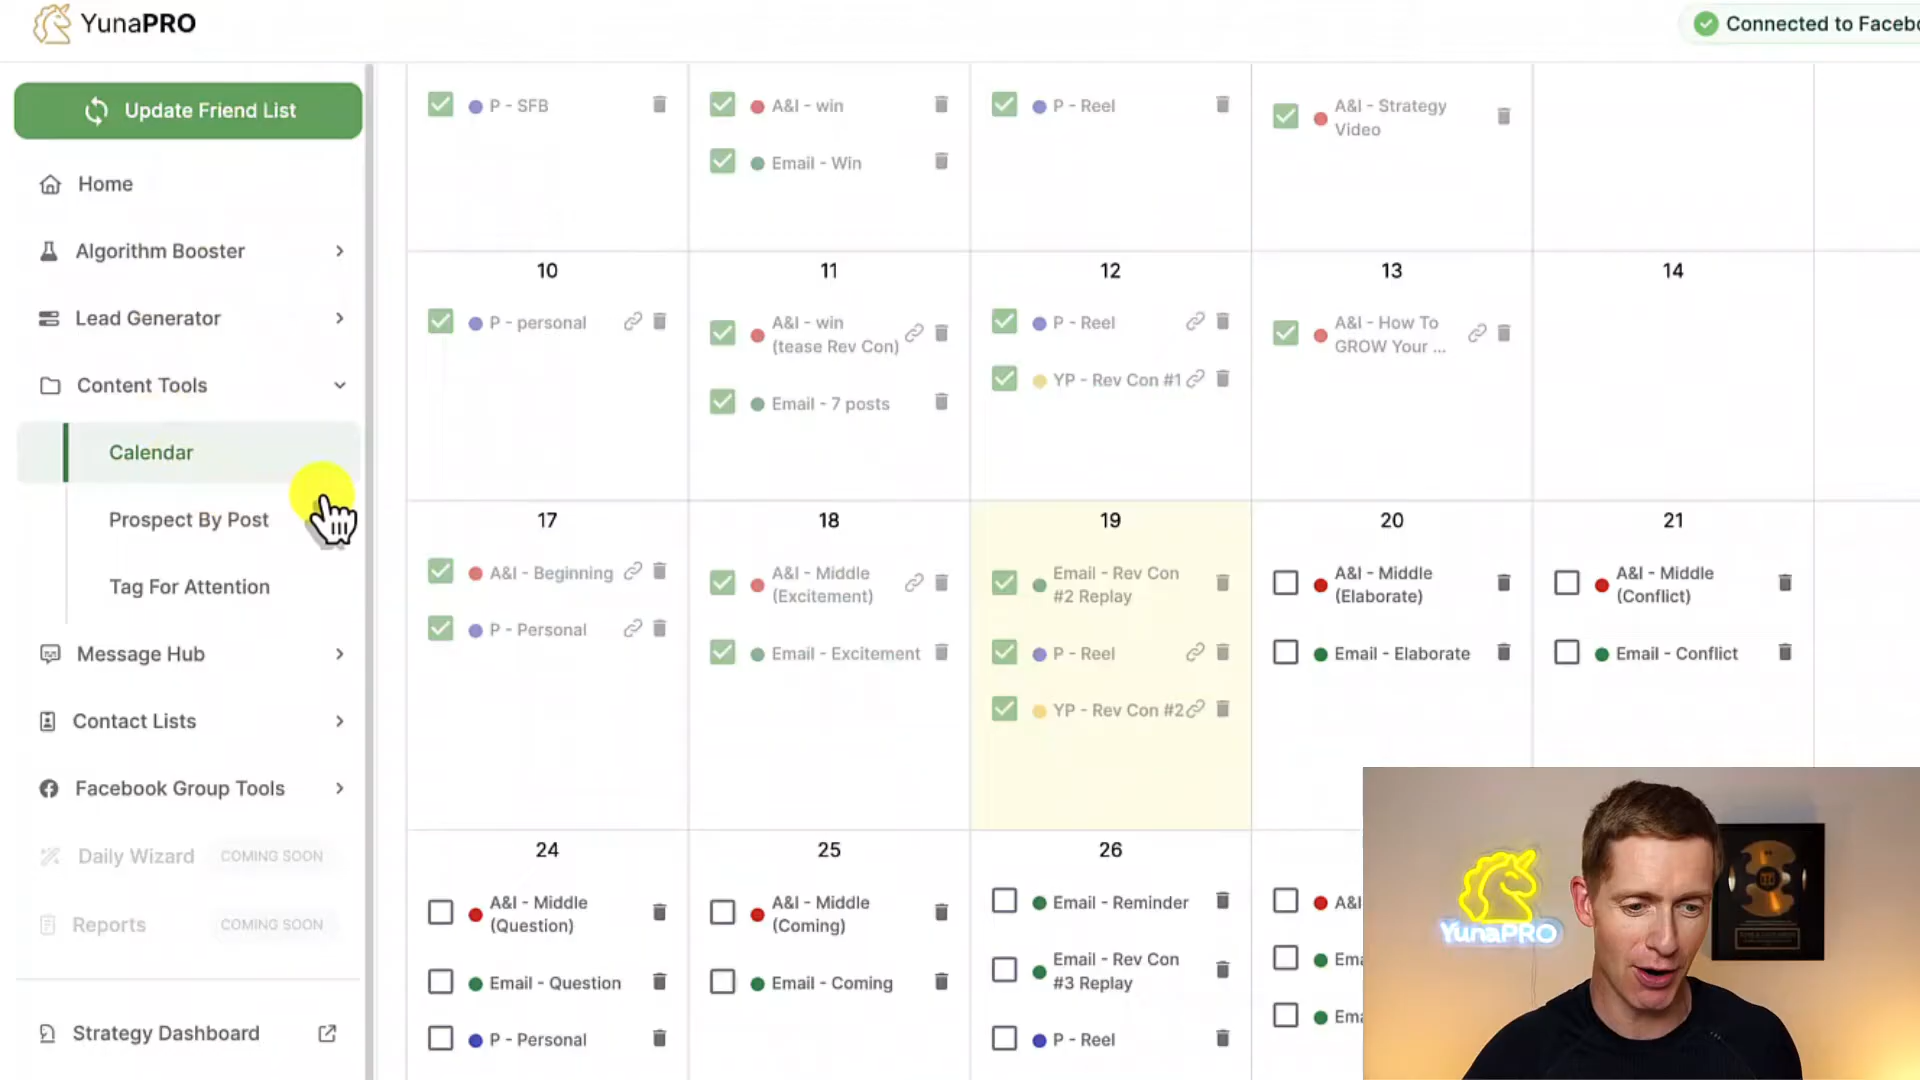 YunaPRO
Connected to Facebo
Update Friend List
Home
Algorithm Booster
Lead Generator
Content Tools
Calendar
Prospect By Post
Tag For Attention
Message Hub
Contact Lists
Facebook Group Tools
Daily Wizard COMING SOON
Reports COMING SOON
Strategy Dashboard
P - SFB
A&I - win
Email - Win
P - Reel
A&I - Strategy
Video
10
P - personal
11
A&I - win
(tease Rev Con)
Email - 7 posts
12
P - Reel
YP - Rev Con #1
13
A&I - How To
GROW Your ...
14
17
A&I - Beginning
P - Personal
18
A&I - Middle
(Excitement)
Email - Excitement
19
Email - Rev Con
#2 Replay
P - Reel
YP - Rev Con #2
20
A&I - Middle
(Elaborate)
Email - Elaborate
21
A&I - Middle
(Conflict)
Email - Conflict
24
A&I - Middle
(Question)
Email - Question
P - Personal
25
A&I - Middle
(Coming)
Email - Coming
26
Email - Reminder
Email - Rev Con
#3 Replay
P - Reel
A&I
Ema
Ema
YunaPRO